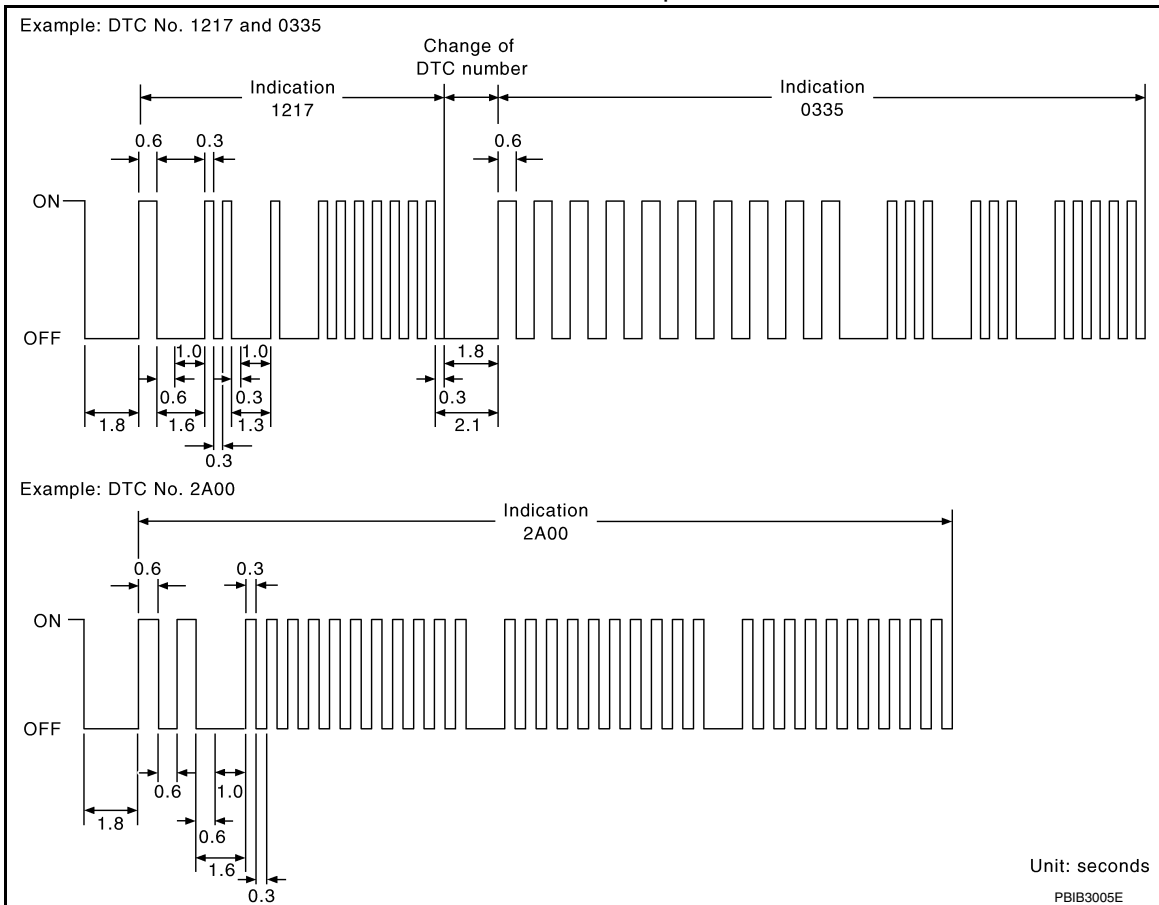 Example: DTC No. 1217 and 0335
Change of
DTC number
Indication
1217
Indication
0335
0.6
0.3
0.6
ON
OFF
1.0
1.0
1.8
0.6
0.3
0.3
1.8
1.6
1.3
2.1
0.3
Example: DTC No. 2A00
Indication
2A00
0.6
0.3
ON
OFF
0.6
1.0
1.8
0.6
1.6
0.3
Unit: seconds
PBIB3005E